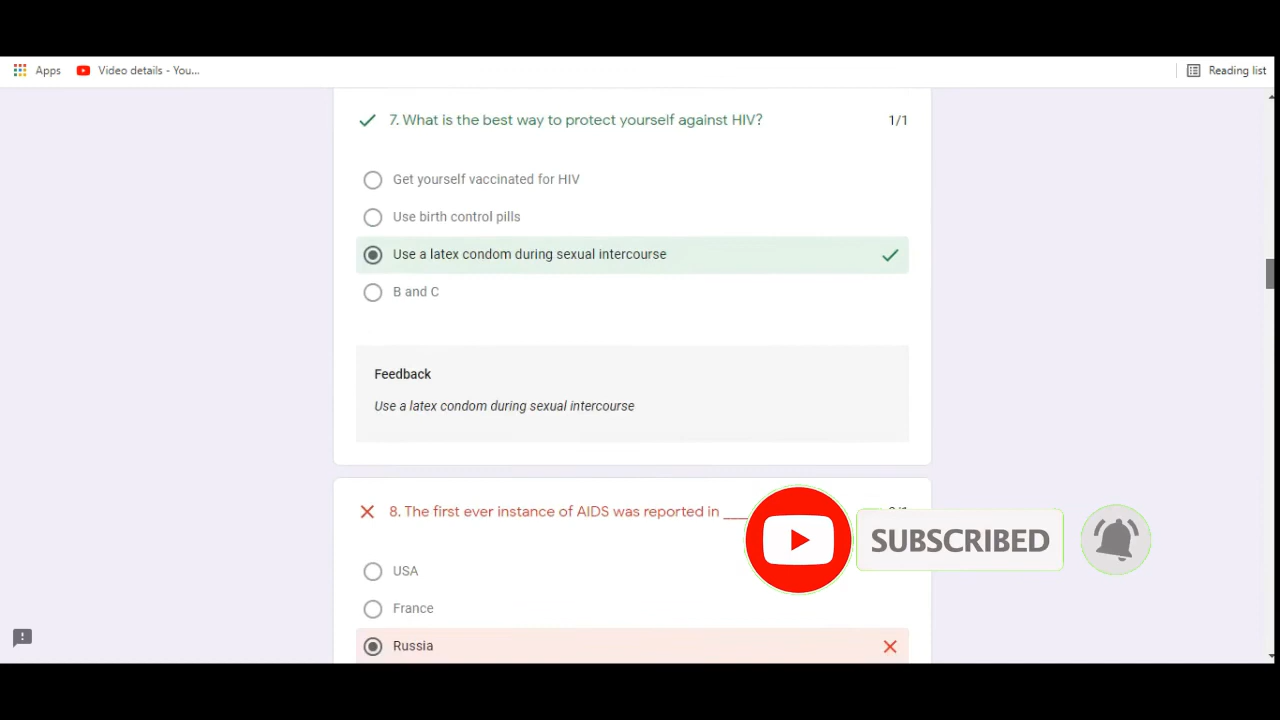 Apps Video details - You... Reading list
7. What is the best way to protect yourself against HIV? 1/1
Get yourself vaccinated for HIV
Use birth control pills
Use a latex condom during sexual intercourse
B and C
Feedback
Use a latex condom during sexual intercourse
8. The first ever instance of AIDS was reported in ___
SUBSCRIBED
USA
France
Russia